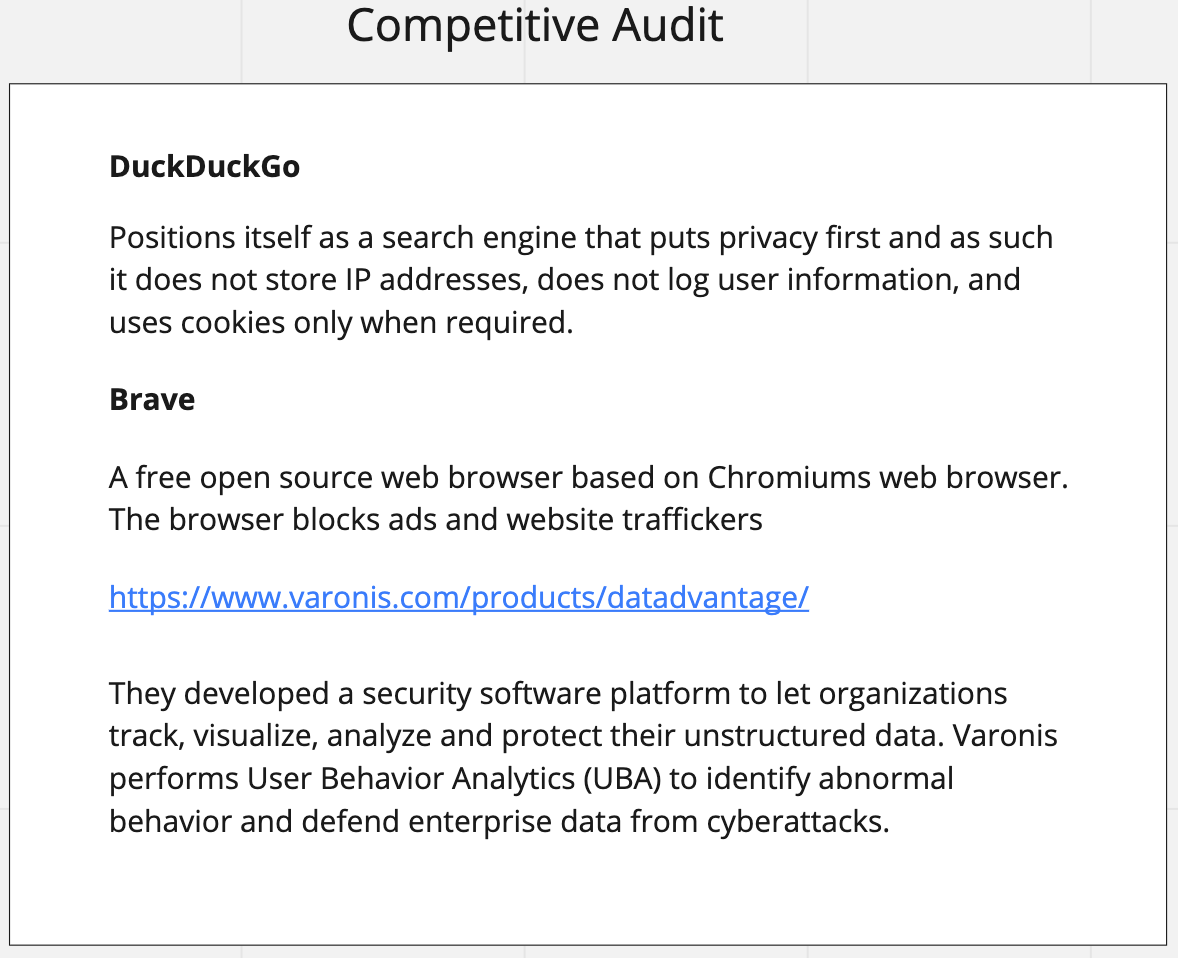 Competitive Audit
DuckDuckGo
Positions itself as a search engine that puts privacy first and as such
it does not store IP addresses, does not log user information, and
uses cookies only when required.
Brave
A free open source web browser based on Chromiums web browser.
The browser blocks ads and website traffickers
https://www.varonis.com/products/datadvantage/
They developed a security software platform to let organizations
track, visualize, analyze and protect their unstructured data. Varonis
performs User Behavior Analytics (UBA) to identify abnormal
behavior and defend enterprise data from cyberattacks.